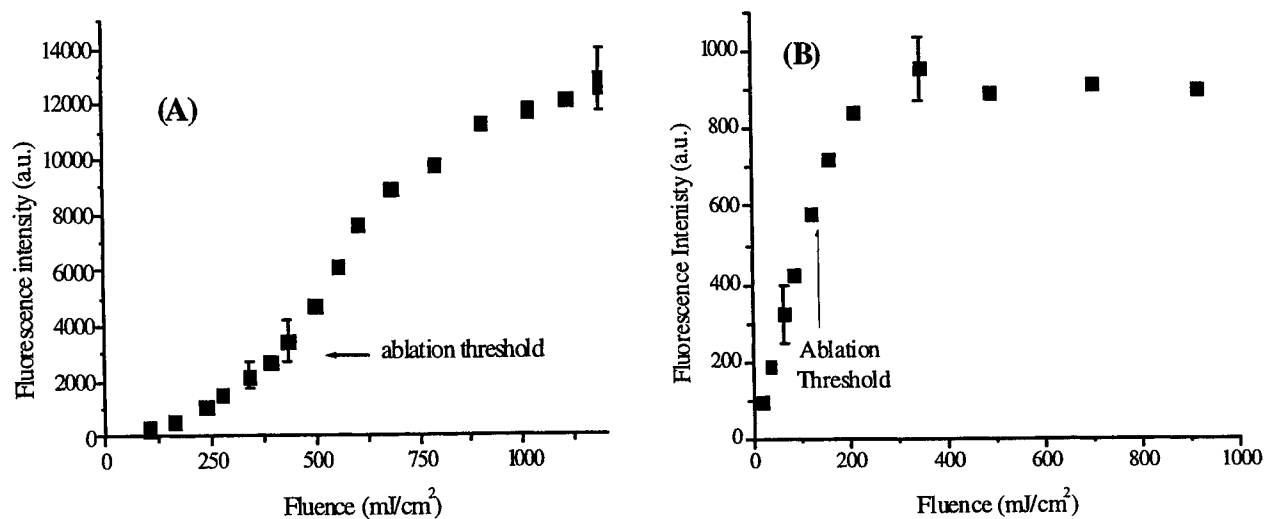 14000
12000
10000
8000
6000
4000
2000
0
Fluorescence intensity (a.u.)
(A)
ablation threshold
0 250 500 750 1000
Fluence (mJ/cm²)
1000
800
600
400
200
0
Fluorescence Intenisty (a.u.)
(B)
Ablation
Threshold
0 200 400 600 800 1000
Fluence (mJ/cm²)